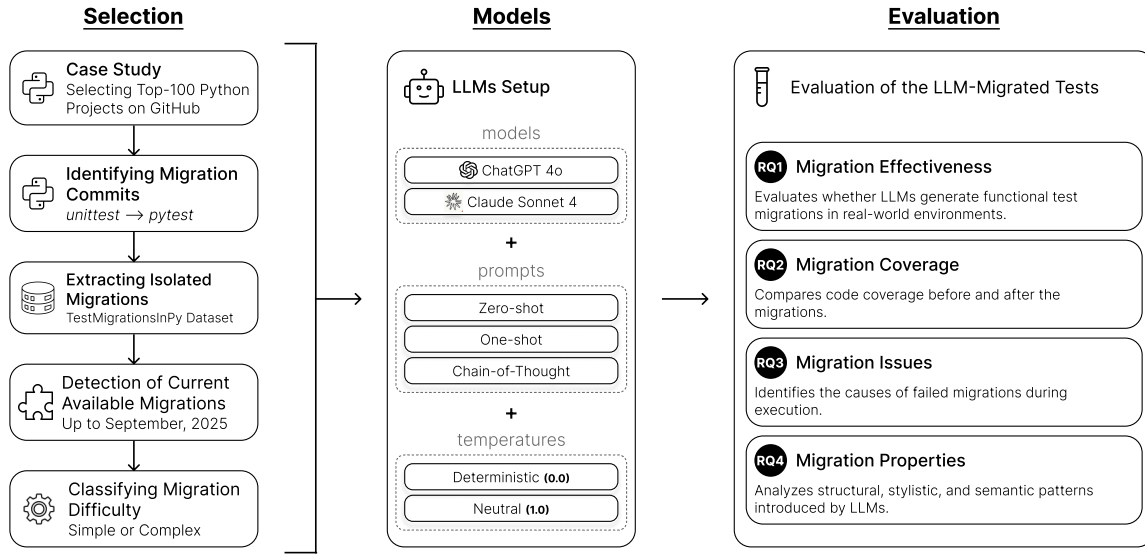 Selection
Case Study
Selecting Top-100 Python
Projects on GitHub
Identifying Migration
Commits
unittest → pytest
Extracting Isolated
Migrations
TestMigrationsInPy Dataset
Detection of Current
Available Migrations
Up to September, 2025
Classifying Migration
Difficulty
Simple or Complex
Models
LLMs Setup
models
ChatGPT 4o
Claude Sonnet 4
+
prompts
Zero-shot
One-shot
Chain-of-Thought
+
temperatures
Deterministic (0.0)
Neutral (1.0)
Evaluation
Evaluation of the LLM-Migrated Tests
RQ1 Migration Effectiveness
Evaluates whether LLMs generate functional test
migrations in real-world environments.
RQ2 Migration Coverage
Compares code coverage before and after the
migrations.
RQ3 Migration Issues
Identifies the causes of failed migrations during
execution.
RQ4 Migration Properties
Analyzes structural, stylistic, and semantic patterns
introduced by LLMs.